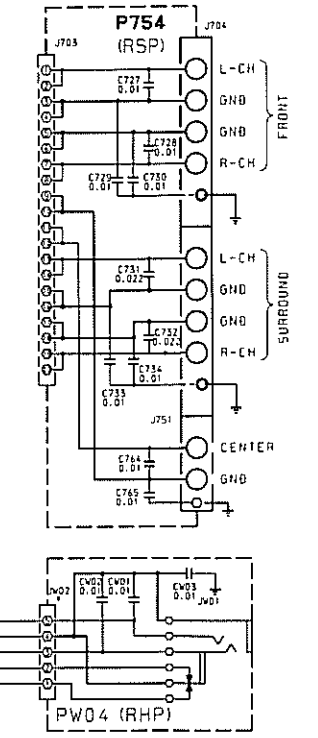 P754
J704
J703
(RSP)
L-CH
C727
0.01
GND
GND
FRONT
C728
0.01
R-CH
C729
0.01
C730
0.01
L-CH
C731
0.022
GND
GND
SURROUND
C732
0.022
R-CH
C734
0.01
C733
0.01
J751
CENTER
C764
0.01
GND
C765
0.01
JW02
CW02
0.01
CW01
0.01
CW03
0.01
JW01
PW04 (RHP)